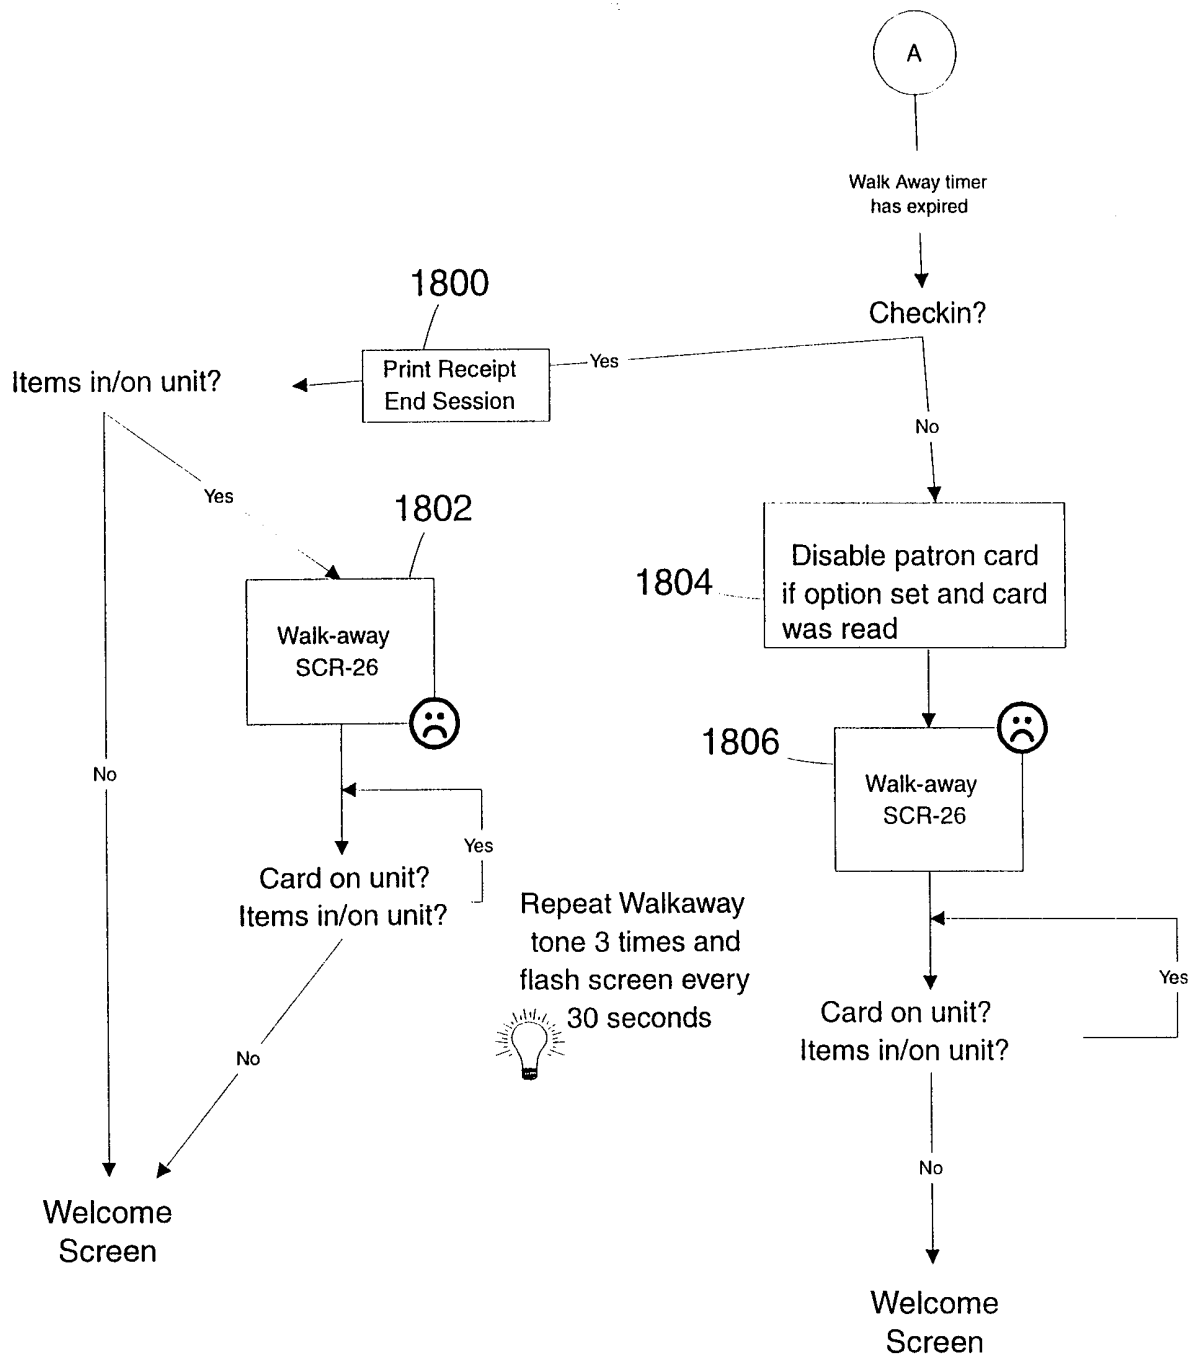 A
Walk Away timer
has expired
Checkin?
1800
Yes
Print Receipt
End Session
Items in/on unit?
No
Yes
1802
Disable patron card
if option set and card
was read
1804
Walk-away
SCR-26
1806
Walk-away
SCR-26
No
Yes
Card on unit?
Items in/on unit?
Repeat Walkaway
tone 3 times and
flash screen every
30 seconds
Yes
Card on unit?
Items in/on unit?
No
No
Welcome
Screen
Welcome
Screen